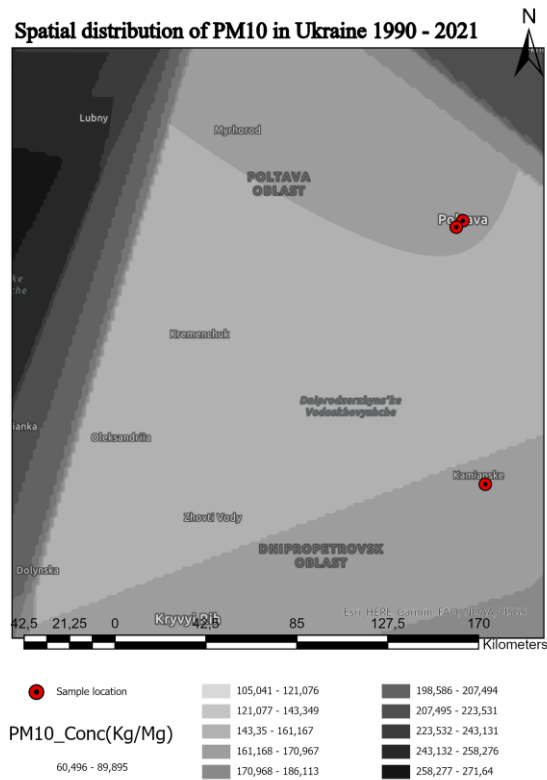 N
Spatial distribution of PM10 in Ukraine 1990 - 2021
Lubny
Myrhorod
POLTAVA
OBLAST
Poltava
Kremenchuk
Dniprodzerzhyns'ke
Vodoskhovyshche
Oleksandriia
Kamianske
Zhovti Vody
DNIPROPETROVSK
OBLAST
Dolynska
Esri, HERE, Garmin, FAO, NOAA, USGS
Kryvyi Rih
42,5 21,25 0 42,5 85 127,5 170
Kilometers
Sample location
PM10_Conc(Kg/Mg)
60,496 - 89,895
105,041 - 121,076
121,077 - 143,349
143,35 - 161,167
161,168 - 170,967
170,968 - 186,113
198,586 - 207,494
207,495 - 223,531
223,532 - 243,131
243,132 - 258,276
258,277 - 271,64